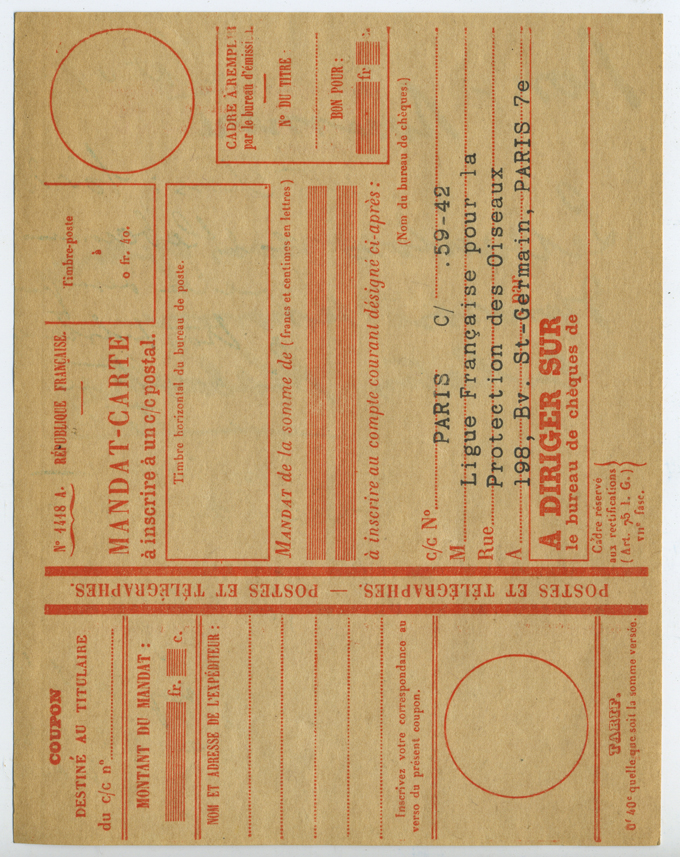 COUPON
DESTINÉ AU TITULAIRE
du c/c n°
MONTANT DU MANDAT :
fr. c.
NOM ET ADRESSE DE L'EXPÉDITEUR :
Inscrivez votre correspondance au
verso du présent coupon.
TARIF.
0f 40c quelle que soit la somme versée.
POSTES ET TÉLÉGRAPHES. — POSTES ET TÉLÉGRAPHES.
N° 1418 A. RÉPUBLIQUE FRANÇAISE.
MANDAT-CARTE
à inscrire à un c/c postal.
Timbre-poste
à
0 fr. 40.
Timbre horizontal du bureau de poste.
CADRE À REMPLIR
par le bureau d'émission.
N° DU TITRE
BON POUR :
fr c.
MANDAT de la somme de (francs et centimes en lettres)
à inscrire au compte courant désigné ci-après :
(Nom du bureau de chèques.)
c/c N° PARIS C/ .59-42
M Ligue Française pour la
Rue Protection des Oiseaux
par
A 198, Bv. St-Germain, PARIS 7e
A DIRIGER SUR
le bureau de chèques de
Cadre réservé
aux rectifications
(Art. 75 I. G.)
VIIe fasc.